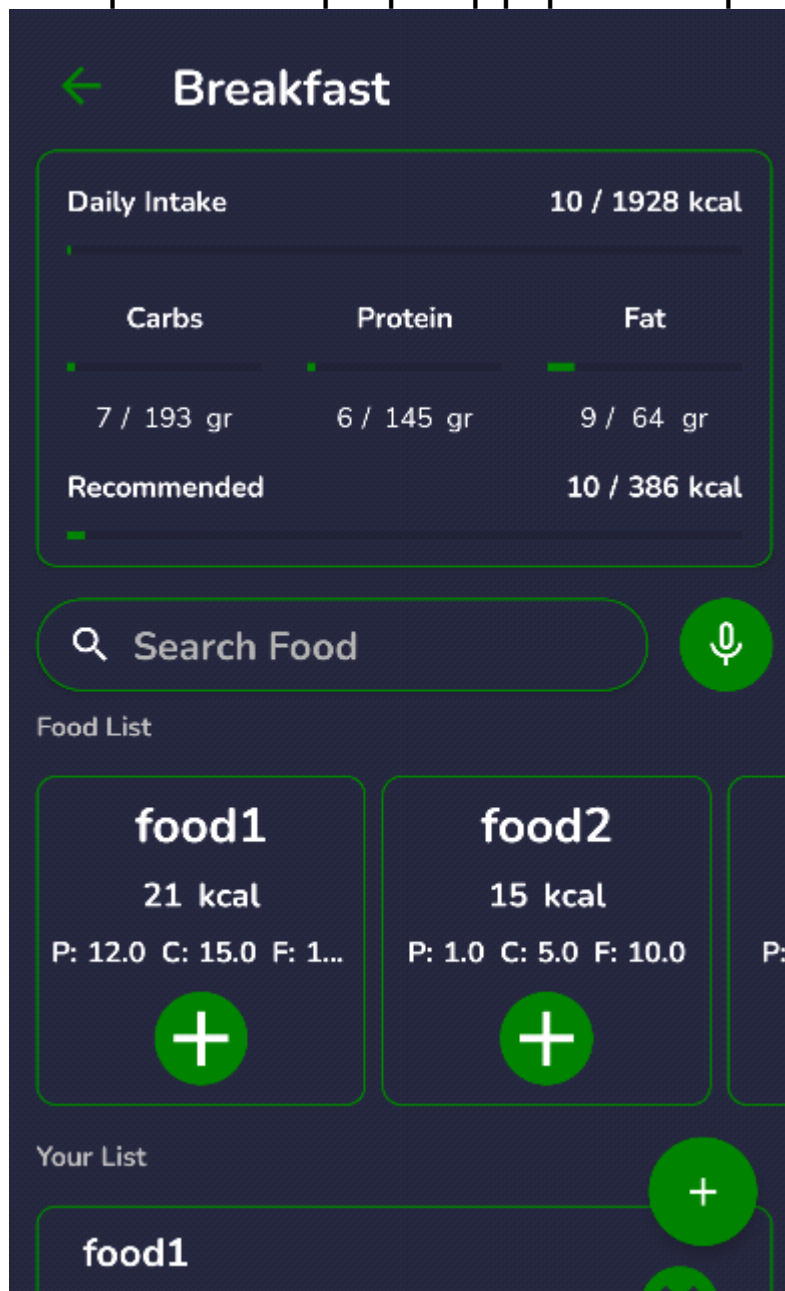 Breakfast
Daily Intake 10 / 1928 kcal
Carbs Protein Fat
7 / 193 gr 6 / 145 gr 9 / 64 gr
Recommended 10 / 386 kcal
Search Food
Food List
food1 food2
21 kcal 15 kcal
P: 12.0 C: 15.0 F: 1... P: 1.0 C: 5.0 F: 10.0 P:
Your List
food1